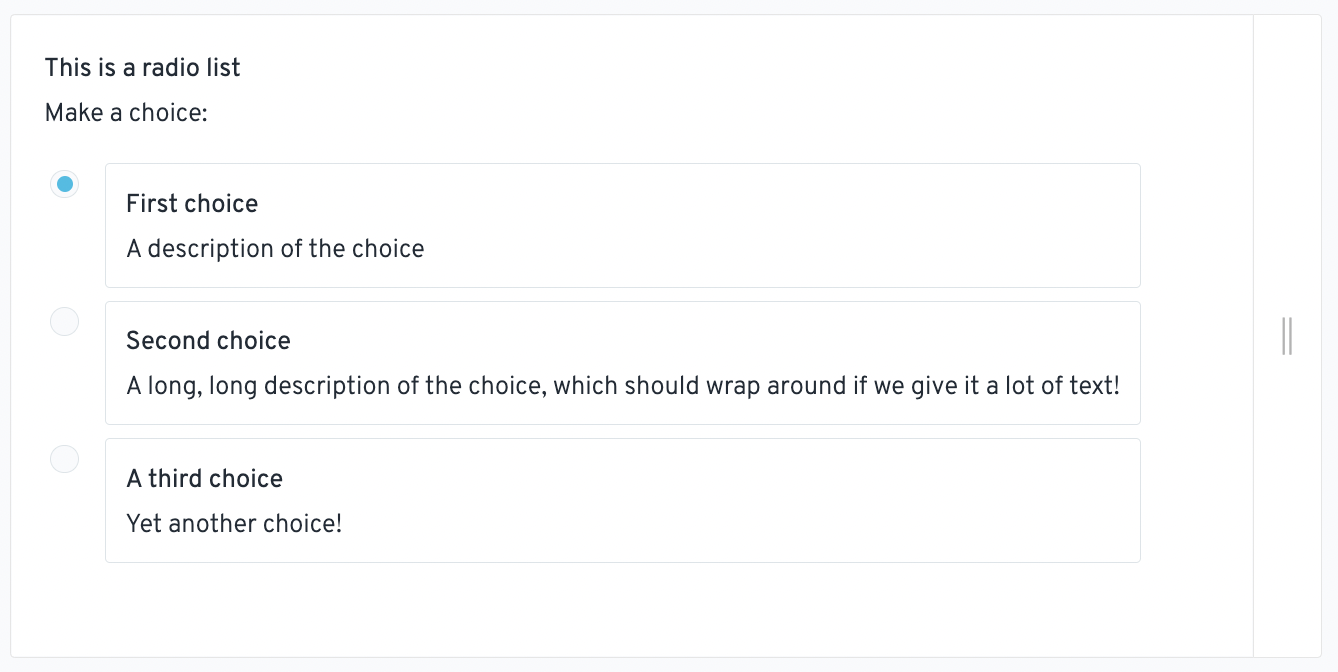 This is a radio list
Make a choice:
First choice
A description of the choice
Second choice
A long, long description of the choice, which should wrap around if we give it a lot of text!
A third choice
Yet another choice!